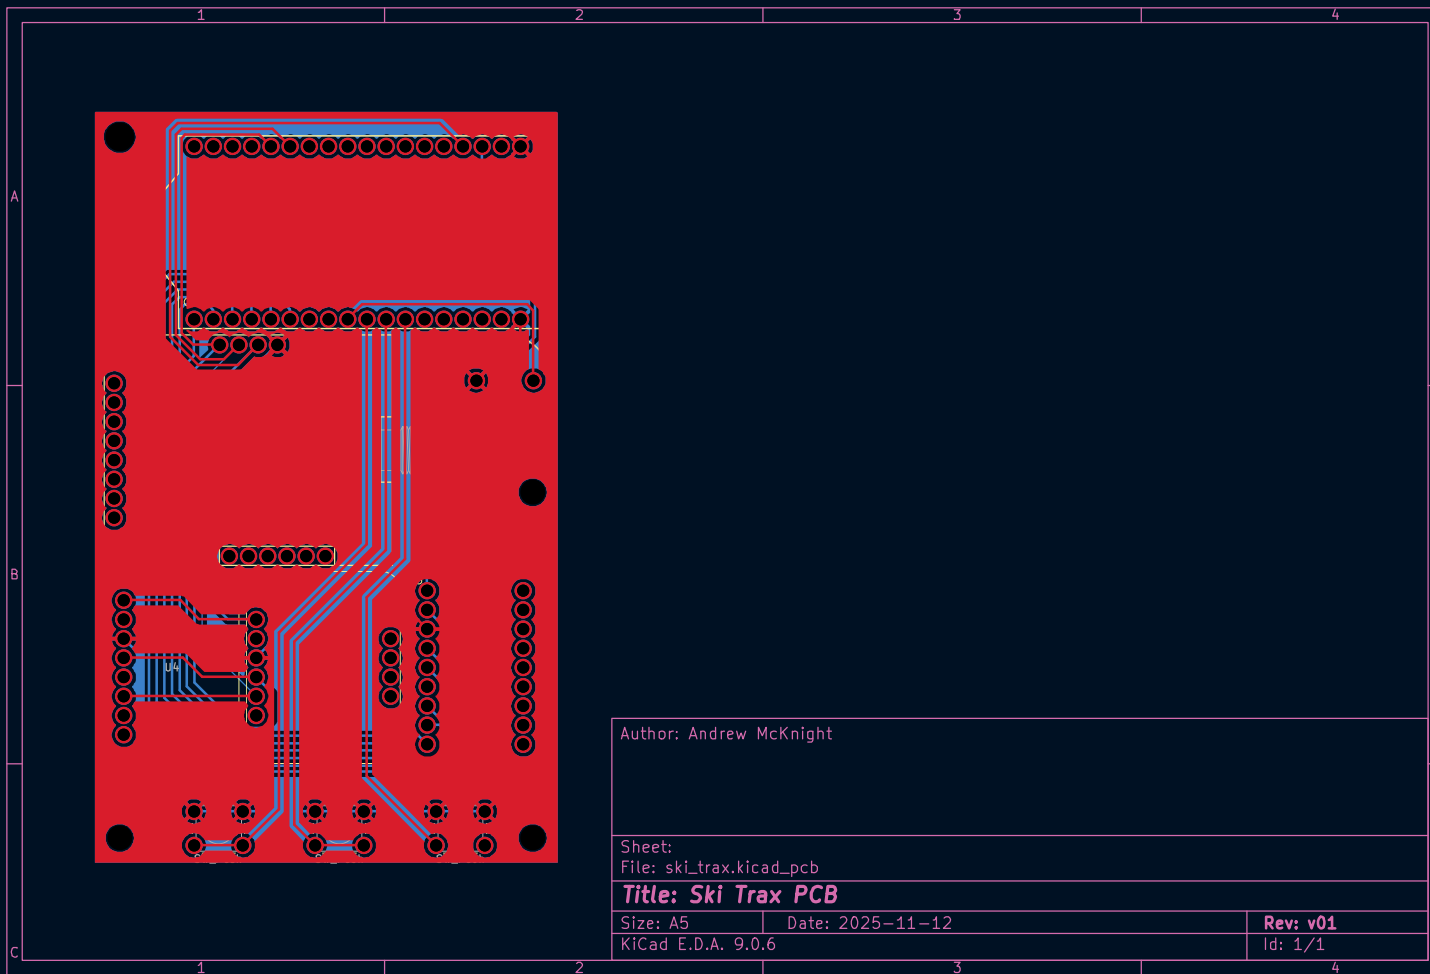 1 2 3 4
A
B
U4
Author: Andrew McKnight
Sheet:
File: ski_trax.kicad_pcb
Title: Ski Trax PCB
Size: A5 Date: 2025-11-12 Rev: v01
KiCad E.D.A. 9.0.6 Id: 1/1
C
1 2 3 4